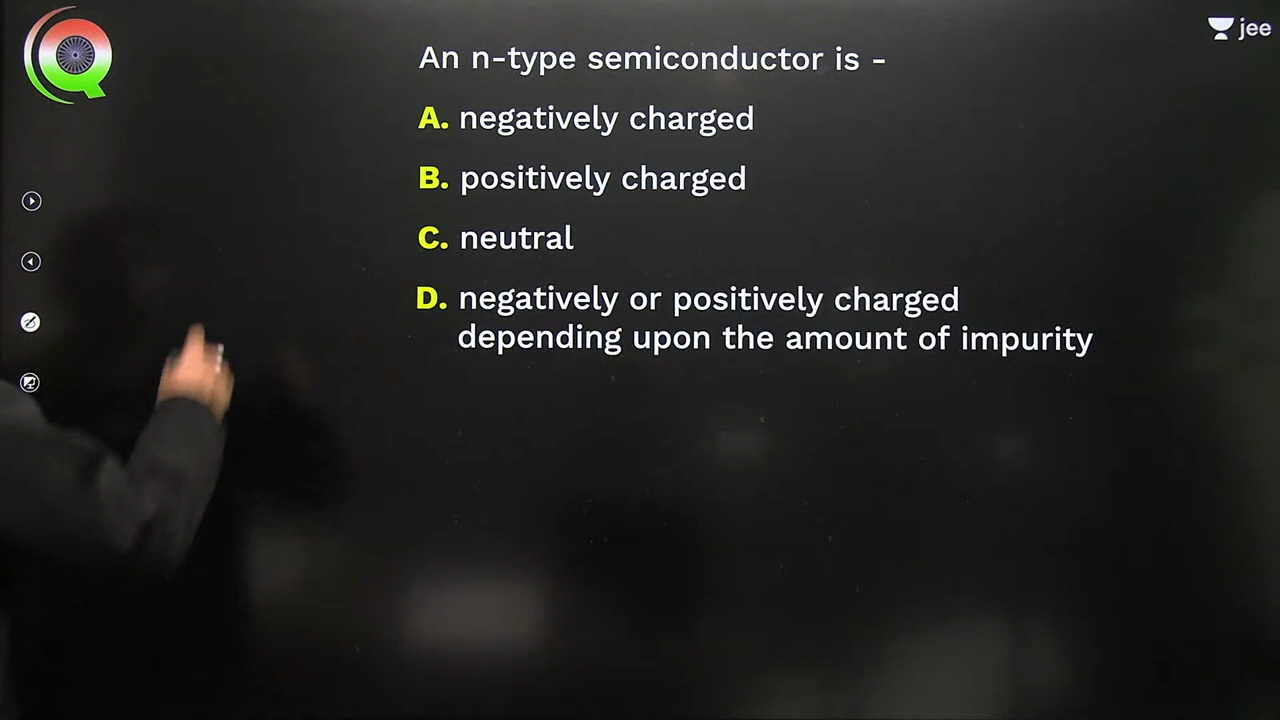 jee
An n-type semiconductor is -
A. negatively charged
B. positively charged
C. neutral
D. negatively or positively charged
depending upon the amount of impurity